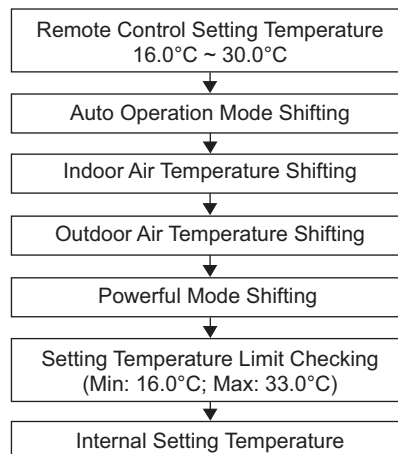 Remote Control Setting Temperature
16.0°C ~ 30.0°C
Auto Operation Mode Shifting
Indoor Air Temperature Shifting
Outdoor Air Temperature Shifting
Powerful Mode Shifting
Setting Temperature Limit Checking
(Min: 16.0°C; Max: 33.0°C)
Internal Setting Temperature